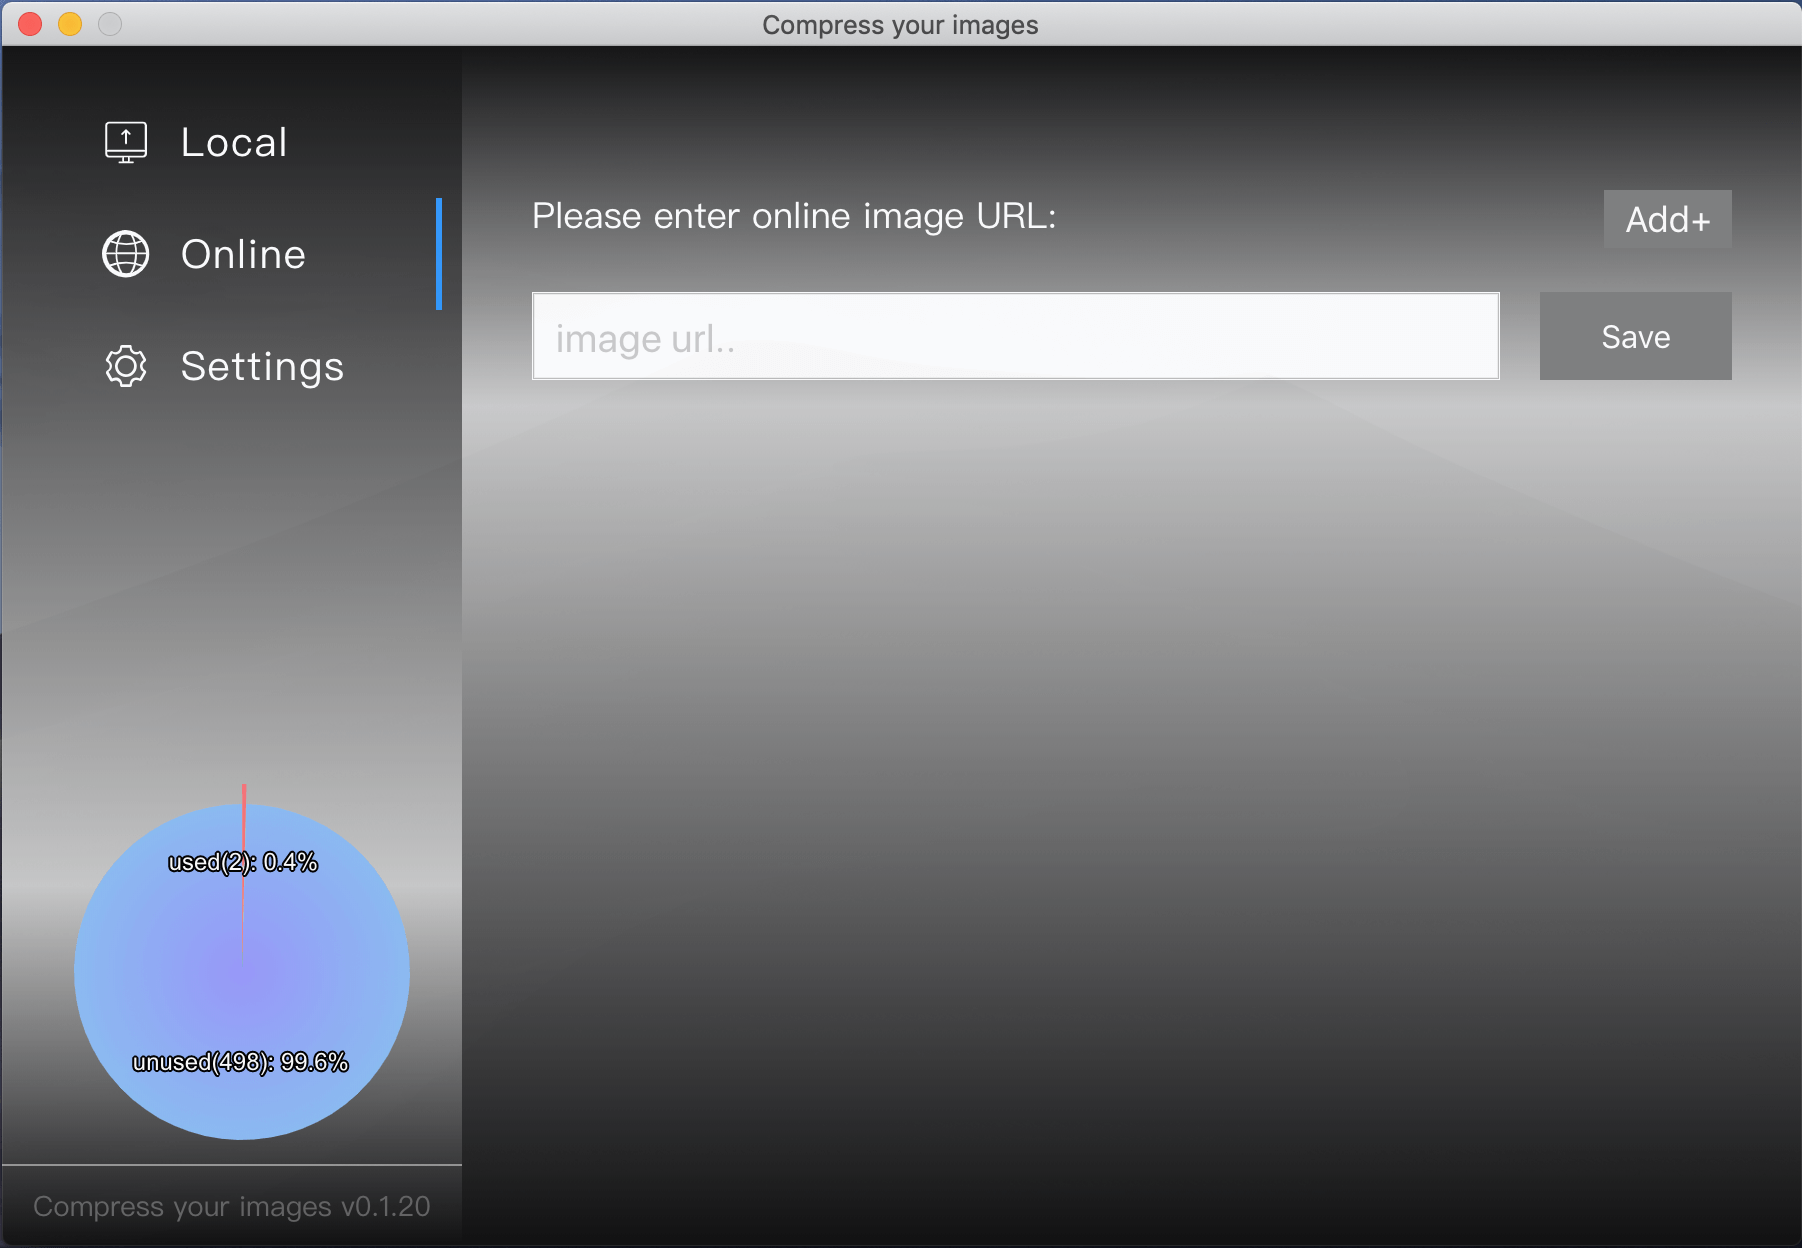 Compress your images
Local
Online
Settings
Please enter online image URL:
Add+
image url..
Save
used(2): 0.4%
unused(498): 99.6%
Compress your images v0.1.20